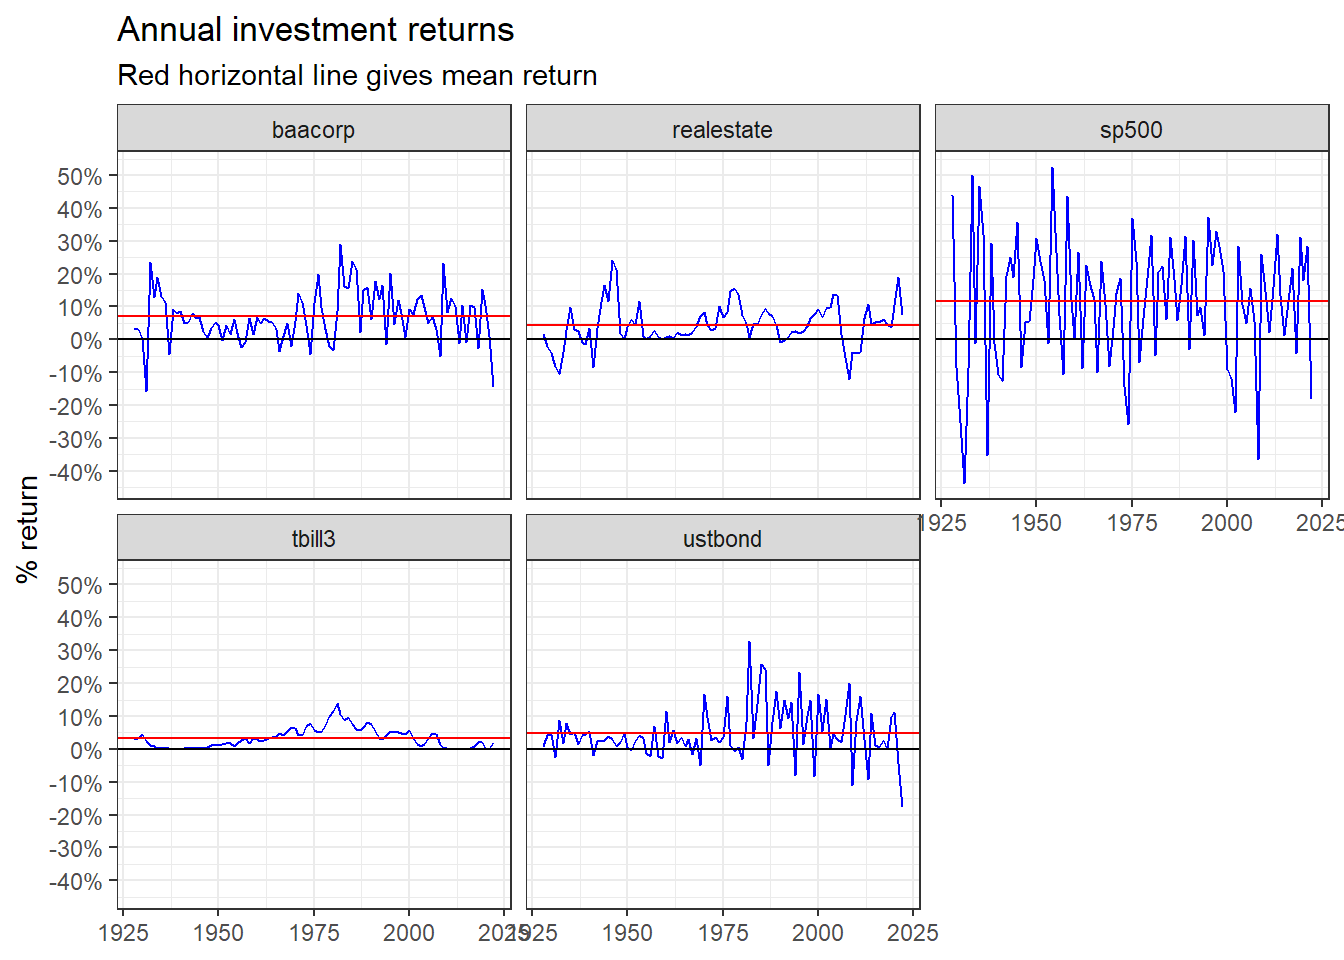 Annual investment returns
Red horizontal line gives mean return
baacorp
realestate
sp500
50%
40%
30%
20%
10%
0%
-10%
-20%
-30%
-40%
1925 1950 1975 2000 2025
% return
tbill3
ustbond
50%
40%
30%
20%
10%
0%
-10%
-20%
-30%
-40%
1925 1950 1975 2000 2025
1925 1950 1975 2000 2025